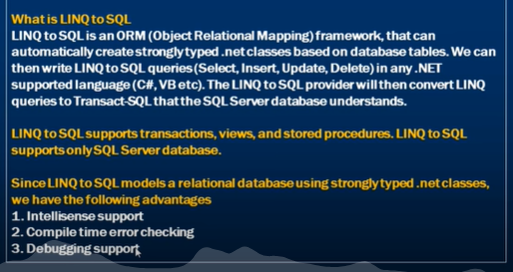 What is LINQ to SQL
LINQ to SQL is an ORM (Object Relational Mapping) framework, that can
automatically create strongly typed .net classes based on database tables. We can
then write LINQ to SQL queries (Select, Insert, Update, Delete) in any .NET
supported language (C#, VB etc). The LINQ to SQL provider will then convert LINQ
queries to Transact-SQL that the SQL Server database understands.
LINQ to SQL supports transactions, views, and stored procedures. LINQ to SQL
supports only SQL Server database.
Since LINQ to SQL models a relational database using strongly typed .net classes,
we have the following advantages
1. Intellisense support
2. Compile time error checking
3. Debugging support